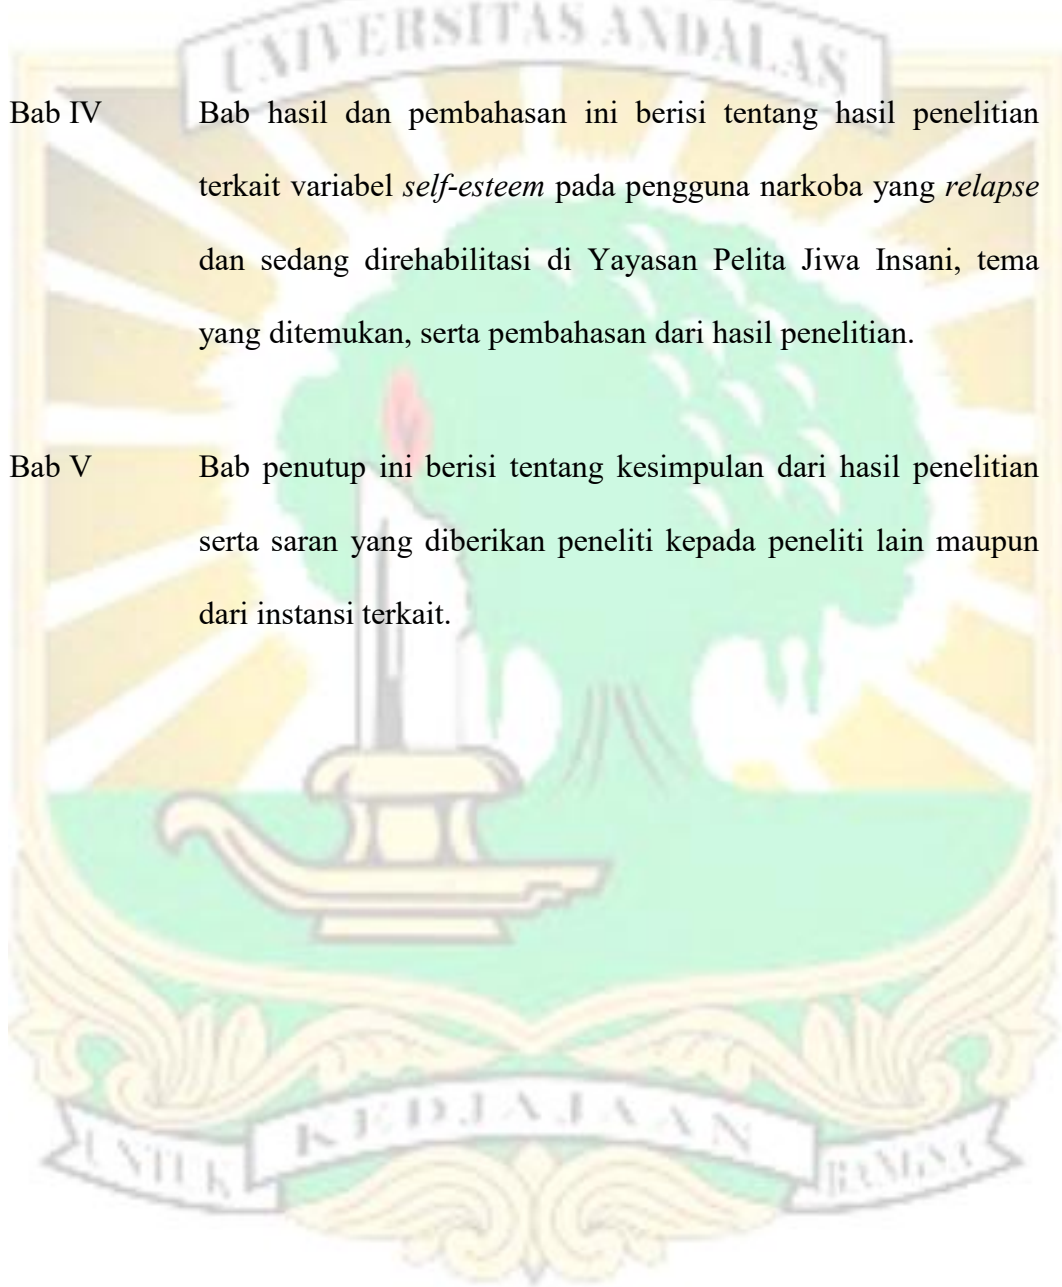 UNIVERSITAS ANDALAS
Bab IV Bab hasil dan pembahasan ini berisi tentang hasil penelitian
terkait variabel self-esteem pada pengguna narkoba yang relapse
dan sedang direhabilitasi di Yayasan Pelita Jiwa Insani, tema
yang ditemukan, serta pembahasan dari hasil penelitian.
Bab V Bab penutup ini berisi tentang kesimpulan dari hasil penelitian
serta saran yang diberikan peneliti kepada peneliti lain maupun
dari instansi terkait.
UNTUK KEDJAJAAN BANGSA